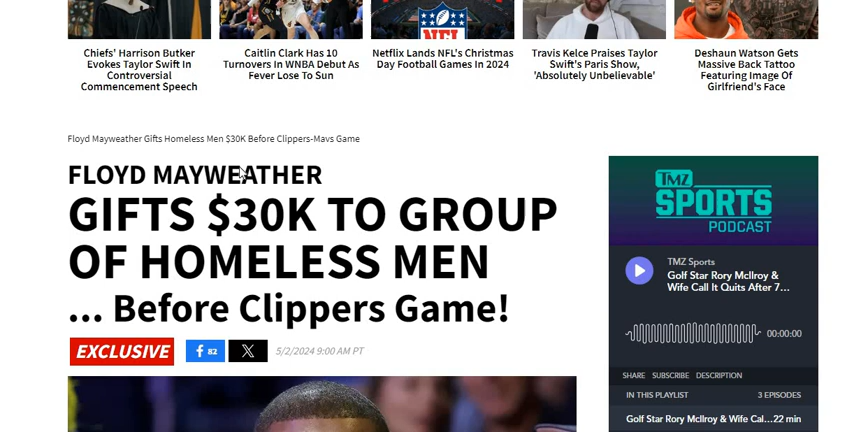 Chiefs' Harrison Butker
Evokes Taylor Swift In
Controversial
Commencement Speech
Caitlin Clark Has 10
Turnovers In WNBA Debut As
Fever Lose To Sun
NFL
Netflix Lands NFL's Christmas
Day Football Games In 2024
Travis Kelce Praises Taylor
Swift's Paris Show,
'Absolutely Unbelievable'
Deshaun Watson Gets
Massive Back Tattoo
Featuring Image Of
Girlfriend's Face
Floyd Mayweather Gifts Homeless Men $30K Before Clippers-Mavs Game
FLOYD MAYWEATHER
GIFTS $30K TO GROUP
OF HOMELESS MEN
... Before Clippers Game!
EXCLUSIVE
82
5/2/2024 9:00 AM PT
TMZ
SPORTS
PODCAST
TMZ Sports
Golf Star Rory McIlroy &
Wife Call It Quits After 7...
00:00:00
SHARE SUBSCRIBE DESCRIPTION
IN THIS PLAYLIST 3 EPISODES
Golf Star Rory McIlroy & Wife Cal...22 min